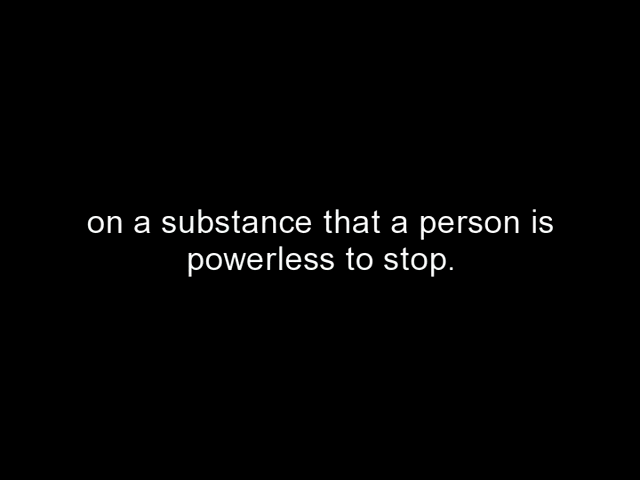 on a substance that a person is
powerless to stop.